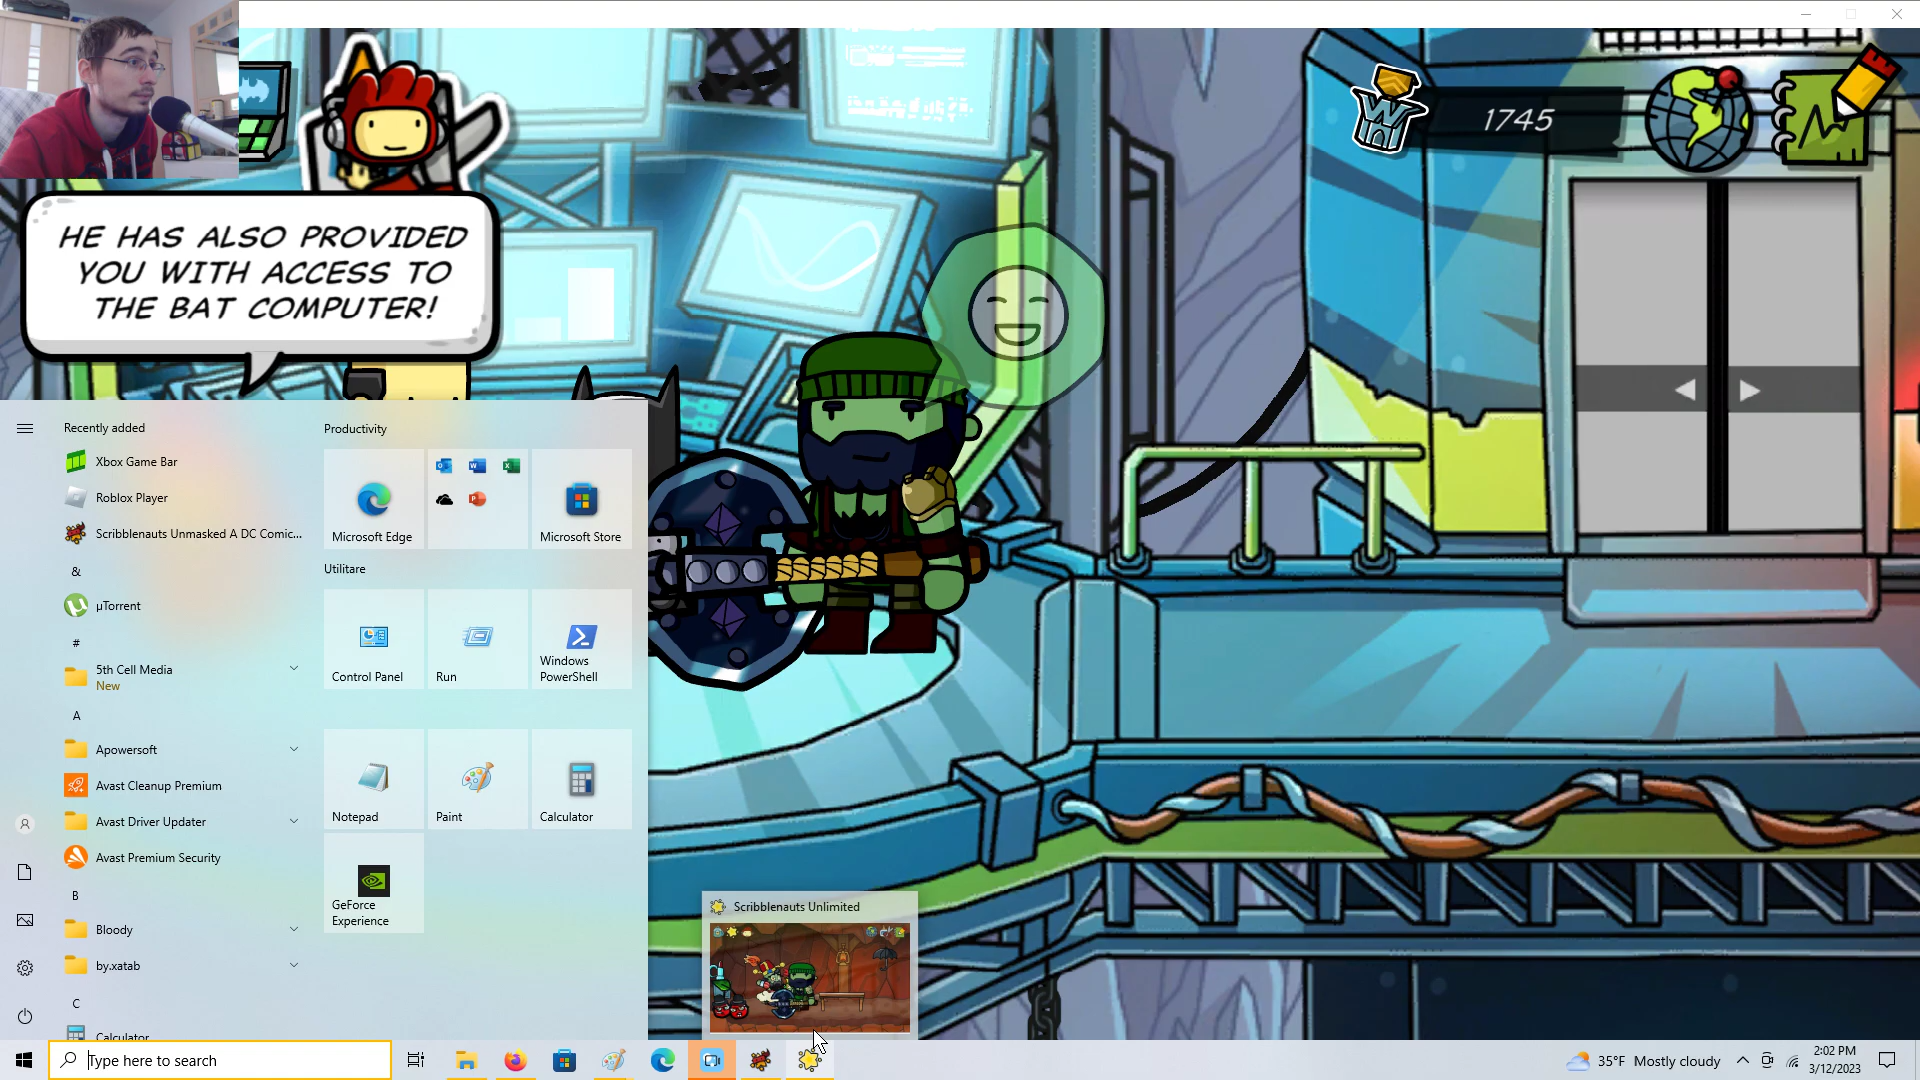 1745
HE HAS ALSO PROVIDED
YOU WITH ACCESS TO
THE BAT COMPUTER!
Recently added
Xbox Game Bar
Roblox Player
Scribblenauts Unmasked A DC Comic...
&
µTorrent
#
5th Cell Media
New
A
Apowersoft
Avast Cleanup Premium
Avast Driver Updater
Avast Premium Security
B
Bloody
by.xatab
C
Calculator
Productivity
Microsoft Edge
Microsoft Store
Utilitare
Control Panel
Run
Windows
PowerShell
Notepad
Paint
Calculator
GeForce
Experience
Scribblenauts Unlimited
Type here to search
35°F Mostly cloudy
2:02 PM
3/12/2023